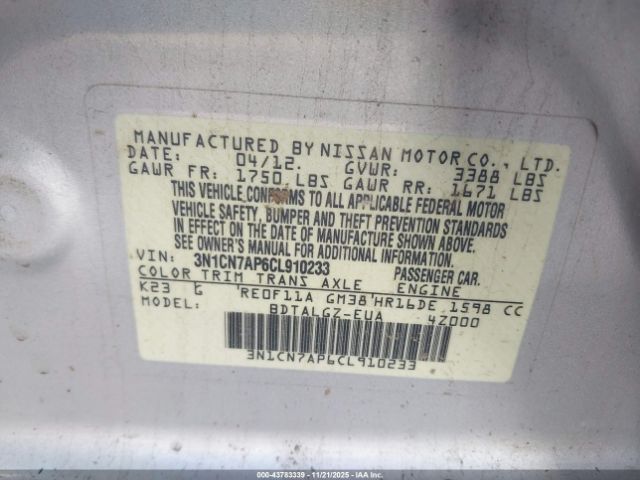 MANUFACTURED BY NISSAN MOTOR CO., LTD.
DATE: 04/12. GVWR: 3388 LBS
GAWR FR: 1750 LBS GAWR RR: 1671 LBS
THIS VEHICLE CONFORMS TO ALL APPLICABLE FEDERAL MOTOR
VEHICLE SAFETY, BUMPER AND THEFT PREVENTION STANDARDS
IN EFFECT ON THE DATE OF MANUFACTURE SHOWN ABOVE.
SEE OWNER'S MANUAL FOR ADDITIONAL INFORMATION.
VIN: 3N1CN7AP6CL910233 PASSENGER CAR.
COLOR TRIM TRANS AXLE ENGINE
K23 G RE0F11A GM38 HR16DE 1598 CC
MODEL: BDTALGZ-EUA 4Z000
3N1CN7AP6CL910233
000-43783339 | 11/21/2025 - IAAI.COM